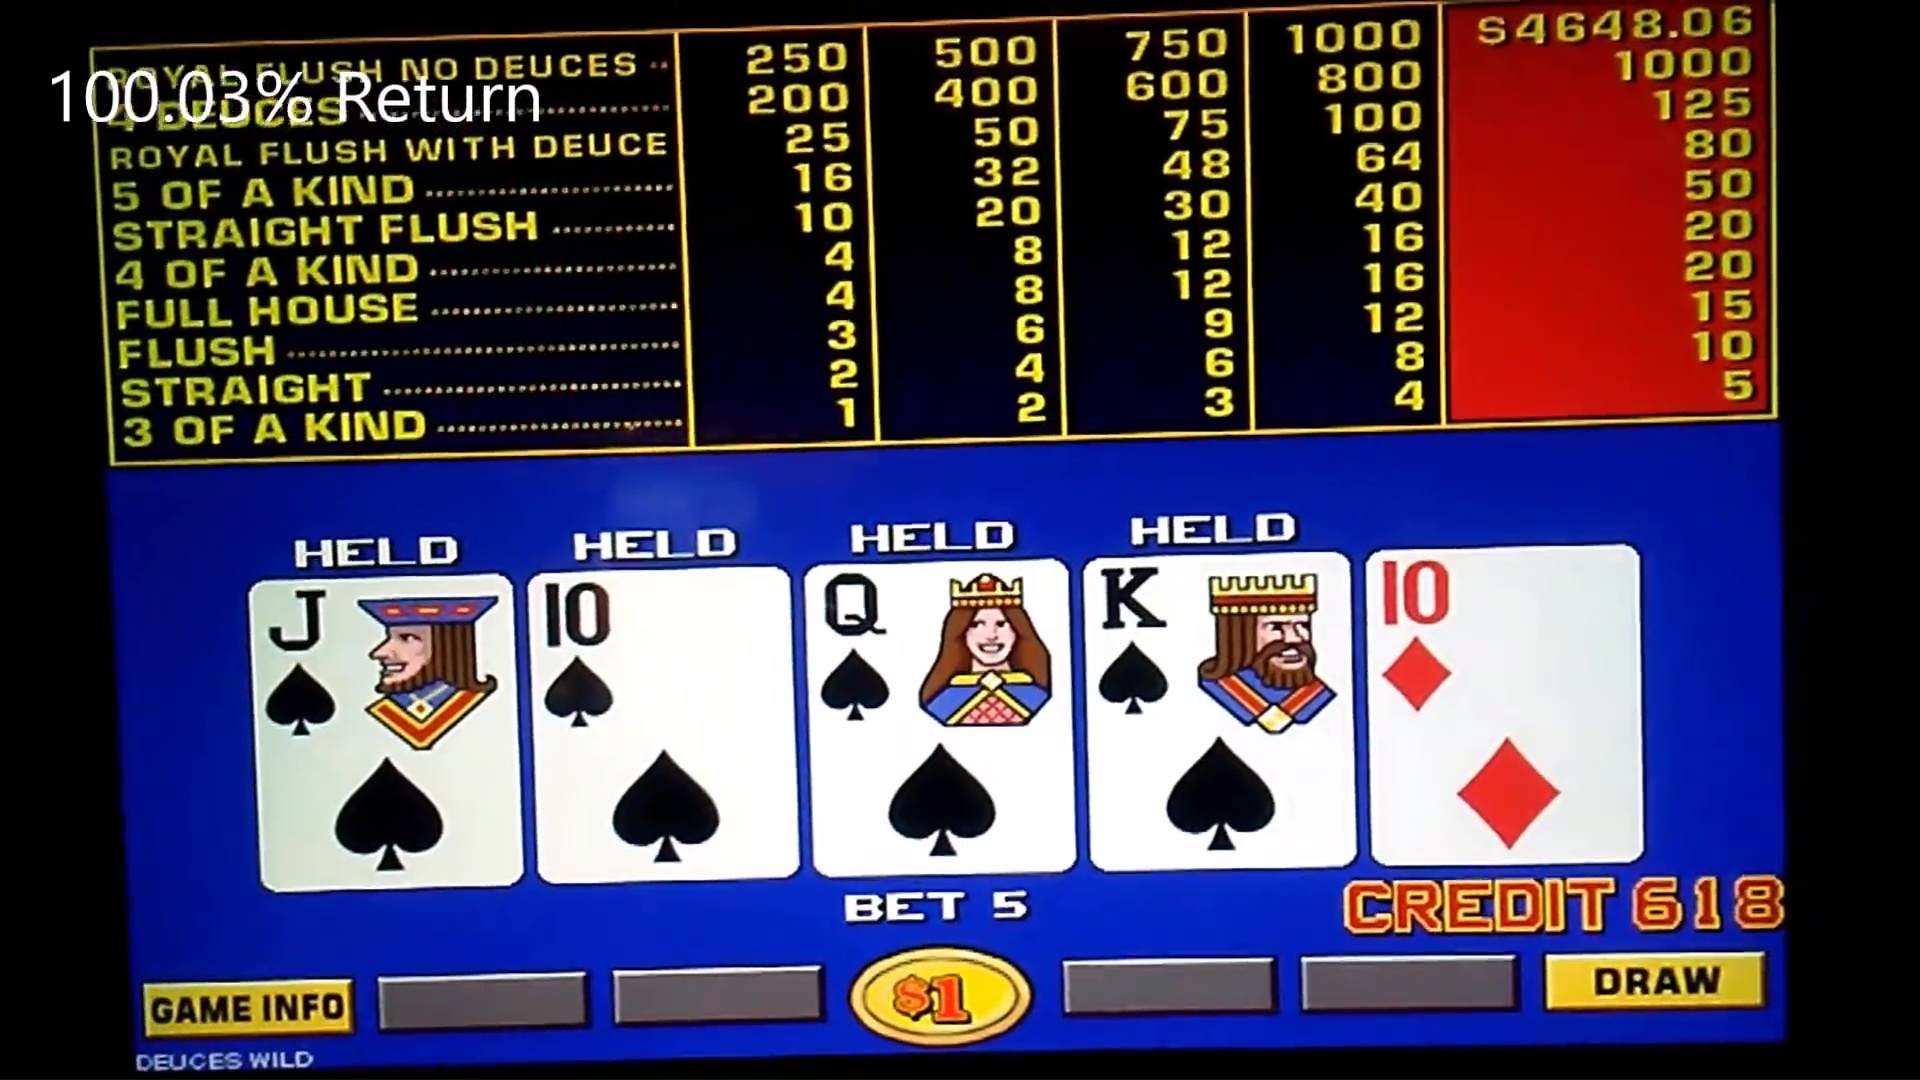 100.03% Return
ROYAL FLUSH NO DEUCES 250 500 750 1000 $4648.06
4 DEUCES 200 400 600 800 1000
ROYAL FLUSH WITH DEUCE 25 50 75 100 125
5 OF A KIND 16 32 48 64 80
STRAIGHT FLUSH 10 20 30 40 50
4 OF A KIND 4 8 12 16 20
FULL HOUSE 4 8 12 16 20
FLUSH 3 6 9 12 15
STRAIGHT 2 4 6 8 10
3 OF A KIND 1 2 3 4 5
HELD HELD HELD HELD
J 10 Q K 10
BET 5 CREDIT 618
GAME INFO $1 DRAW
DEUCES WILD